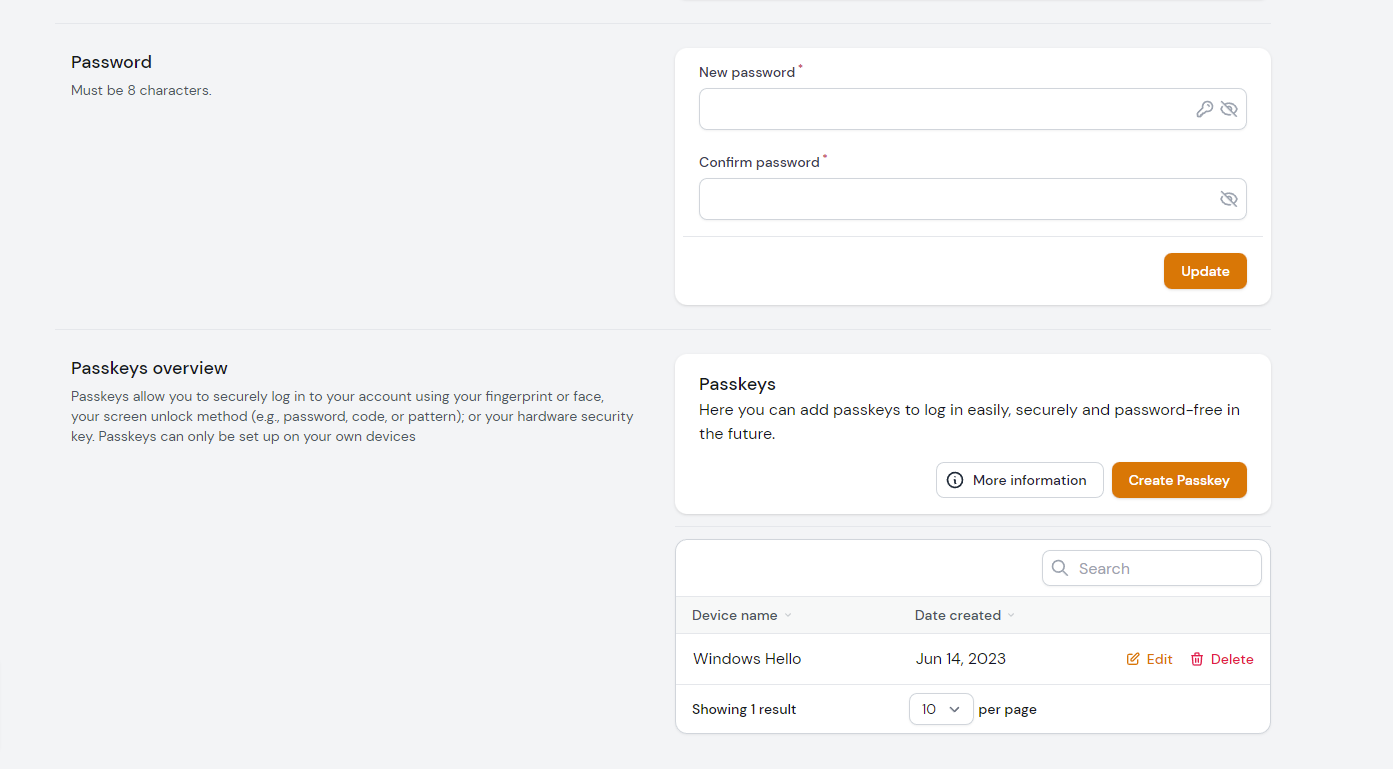 Password
Must be 8 characters.
New password*
Confirm password*
Update
Passkeys overview
Passkeys allow you to securely log in to your account using your fingerprint or face,
your screen unlock method (e.g., password, code, or pattern); or your hardware security
key. Passkeys can only be set up on your own devices
Passkeys
Here you can add passkeys to log in easily, securely and password-free in
the future.
More information
Create Passkey
Search
Device name
Date created
Windows Hello
Jun 14, 2023
Edit
Delete
Showing 1 result
10
per page